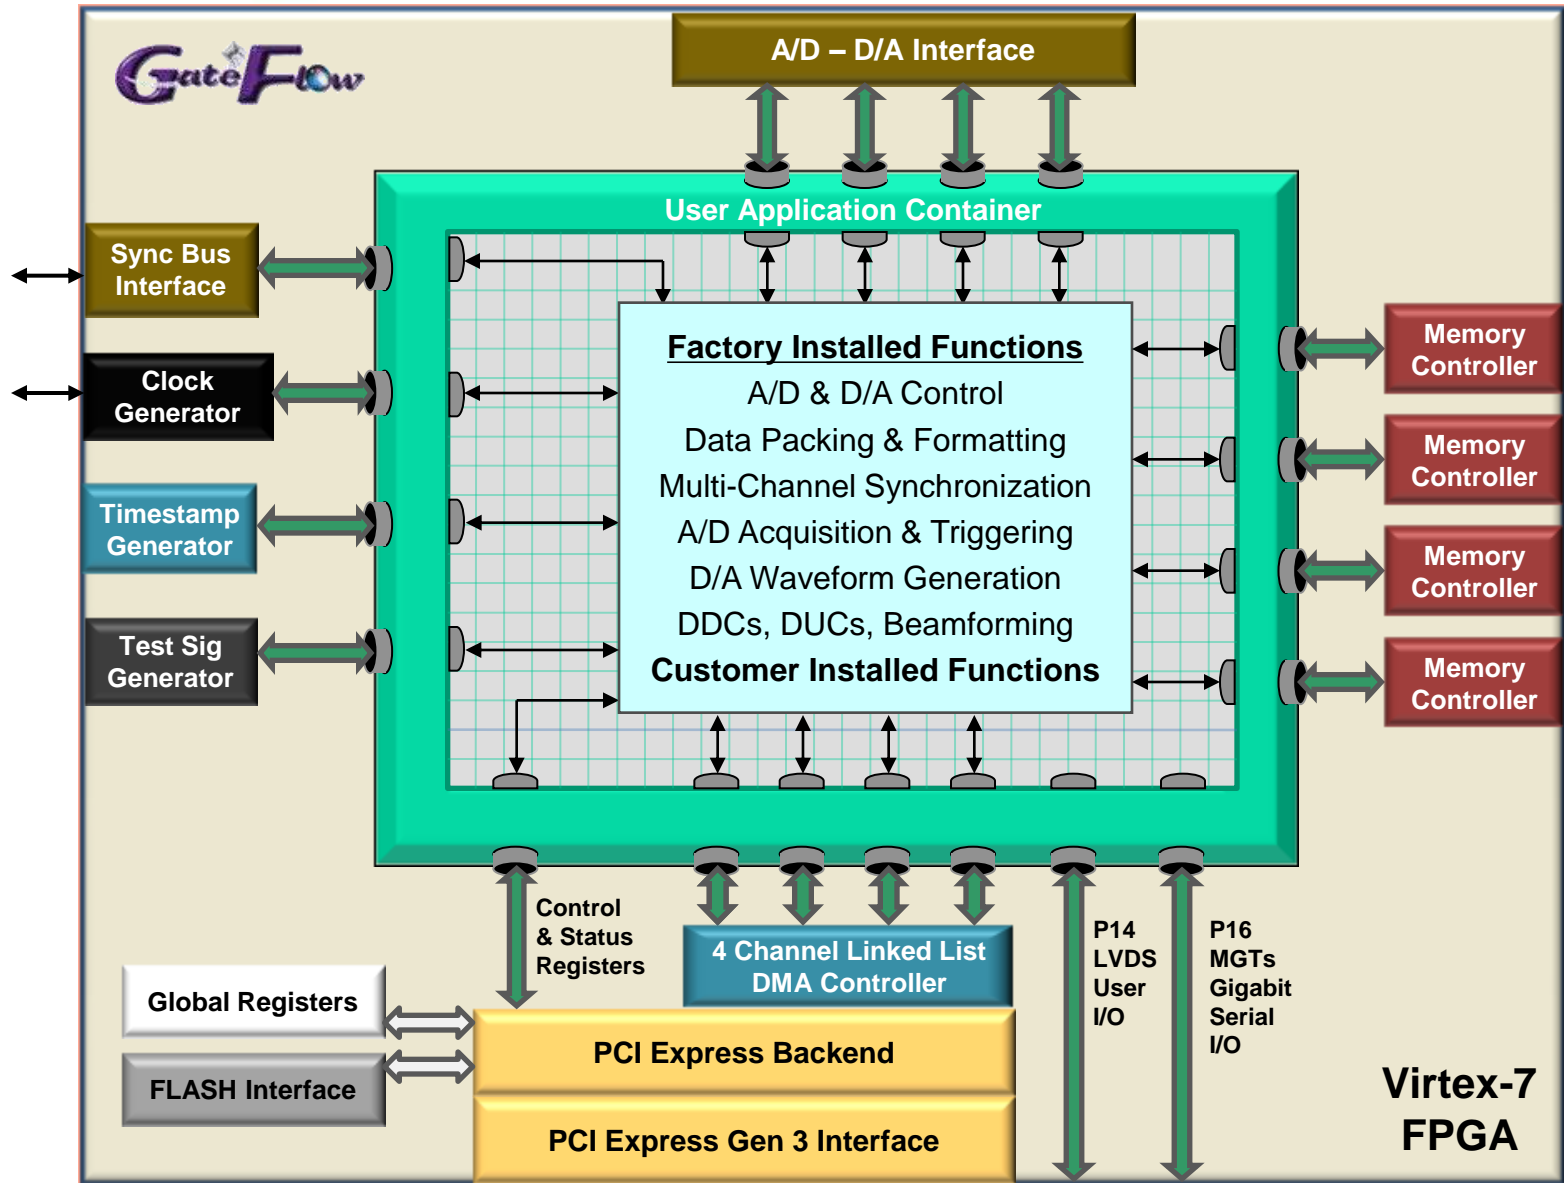 GateFlow
A/D – D/A Interface
User Application Container
Sync Bus
Interface
Clock
Generator
Timestamp
Generator
Test Sig
Generator
Factory Installed Functions
A/D & D/A Control
Data Packing & Formatting
Multi-Channel Synchronization
A/D Acquisition & Triggering
D/A Waveform Generation
DDCs, DUCs, Beamforming
Customer Installed Functions
Memory
Controller
Memory
Controller
Memory
Controller
Memory
Controller
Control
& Status
Registers
4 Channel Linked List
DMA Controller
P14
LVDS
User
I/O
P16
MGTs
Gigabit
Serial
I/O
Global Registers
FLASH Interface
PCI Express Backend
PCI Express Gen 3 Interface
Virtex-7
FPGA